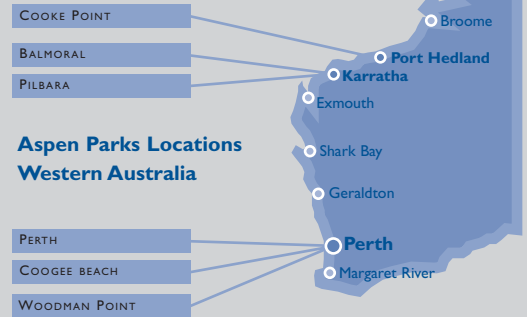 COOKE POINT
BALMORAL
PILBARA
Aspen Parks Locations
Western Australia
PERTH
COOGEE BEACH
WOODMAN POINT
Broome
Port Hedland
Karratha
Exmouth
Shark Bay
Geraldton
Perth
Margaret River